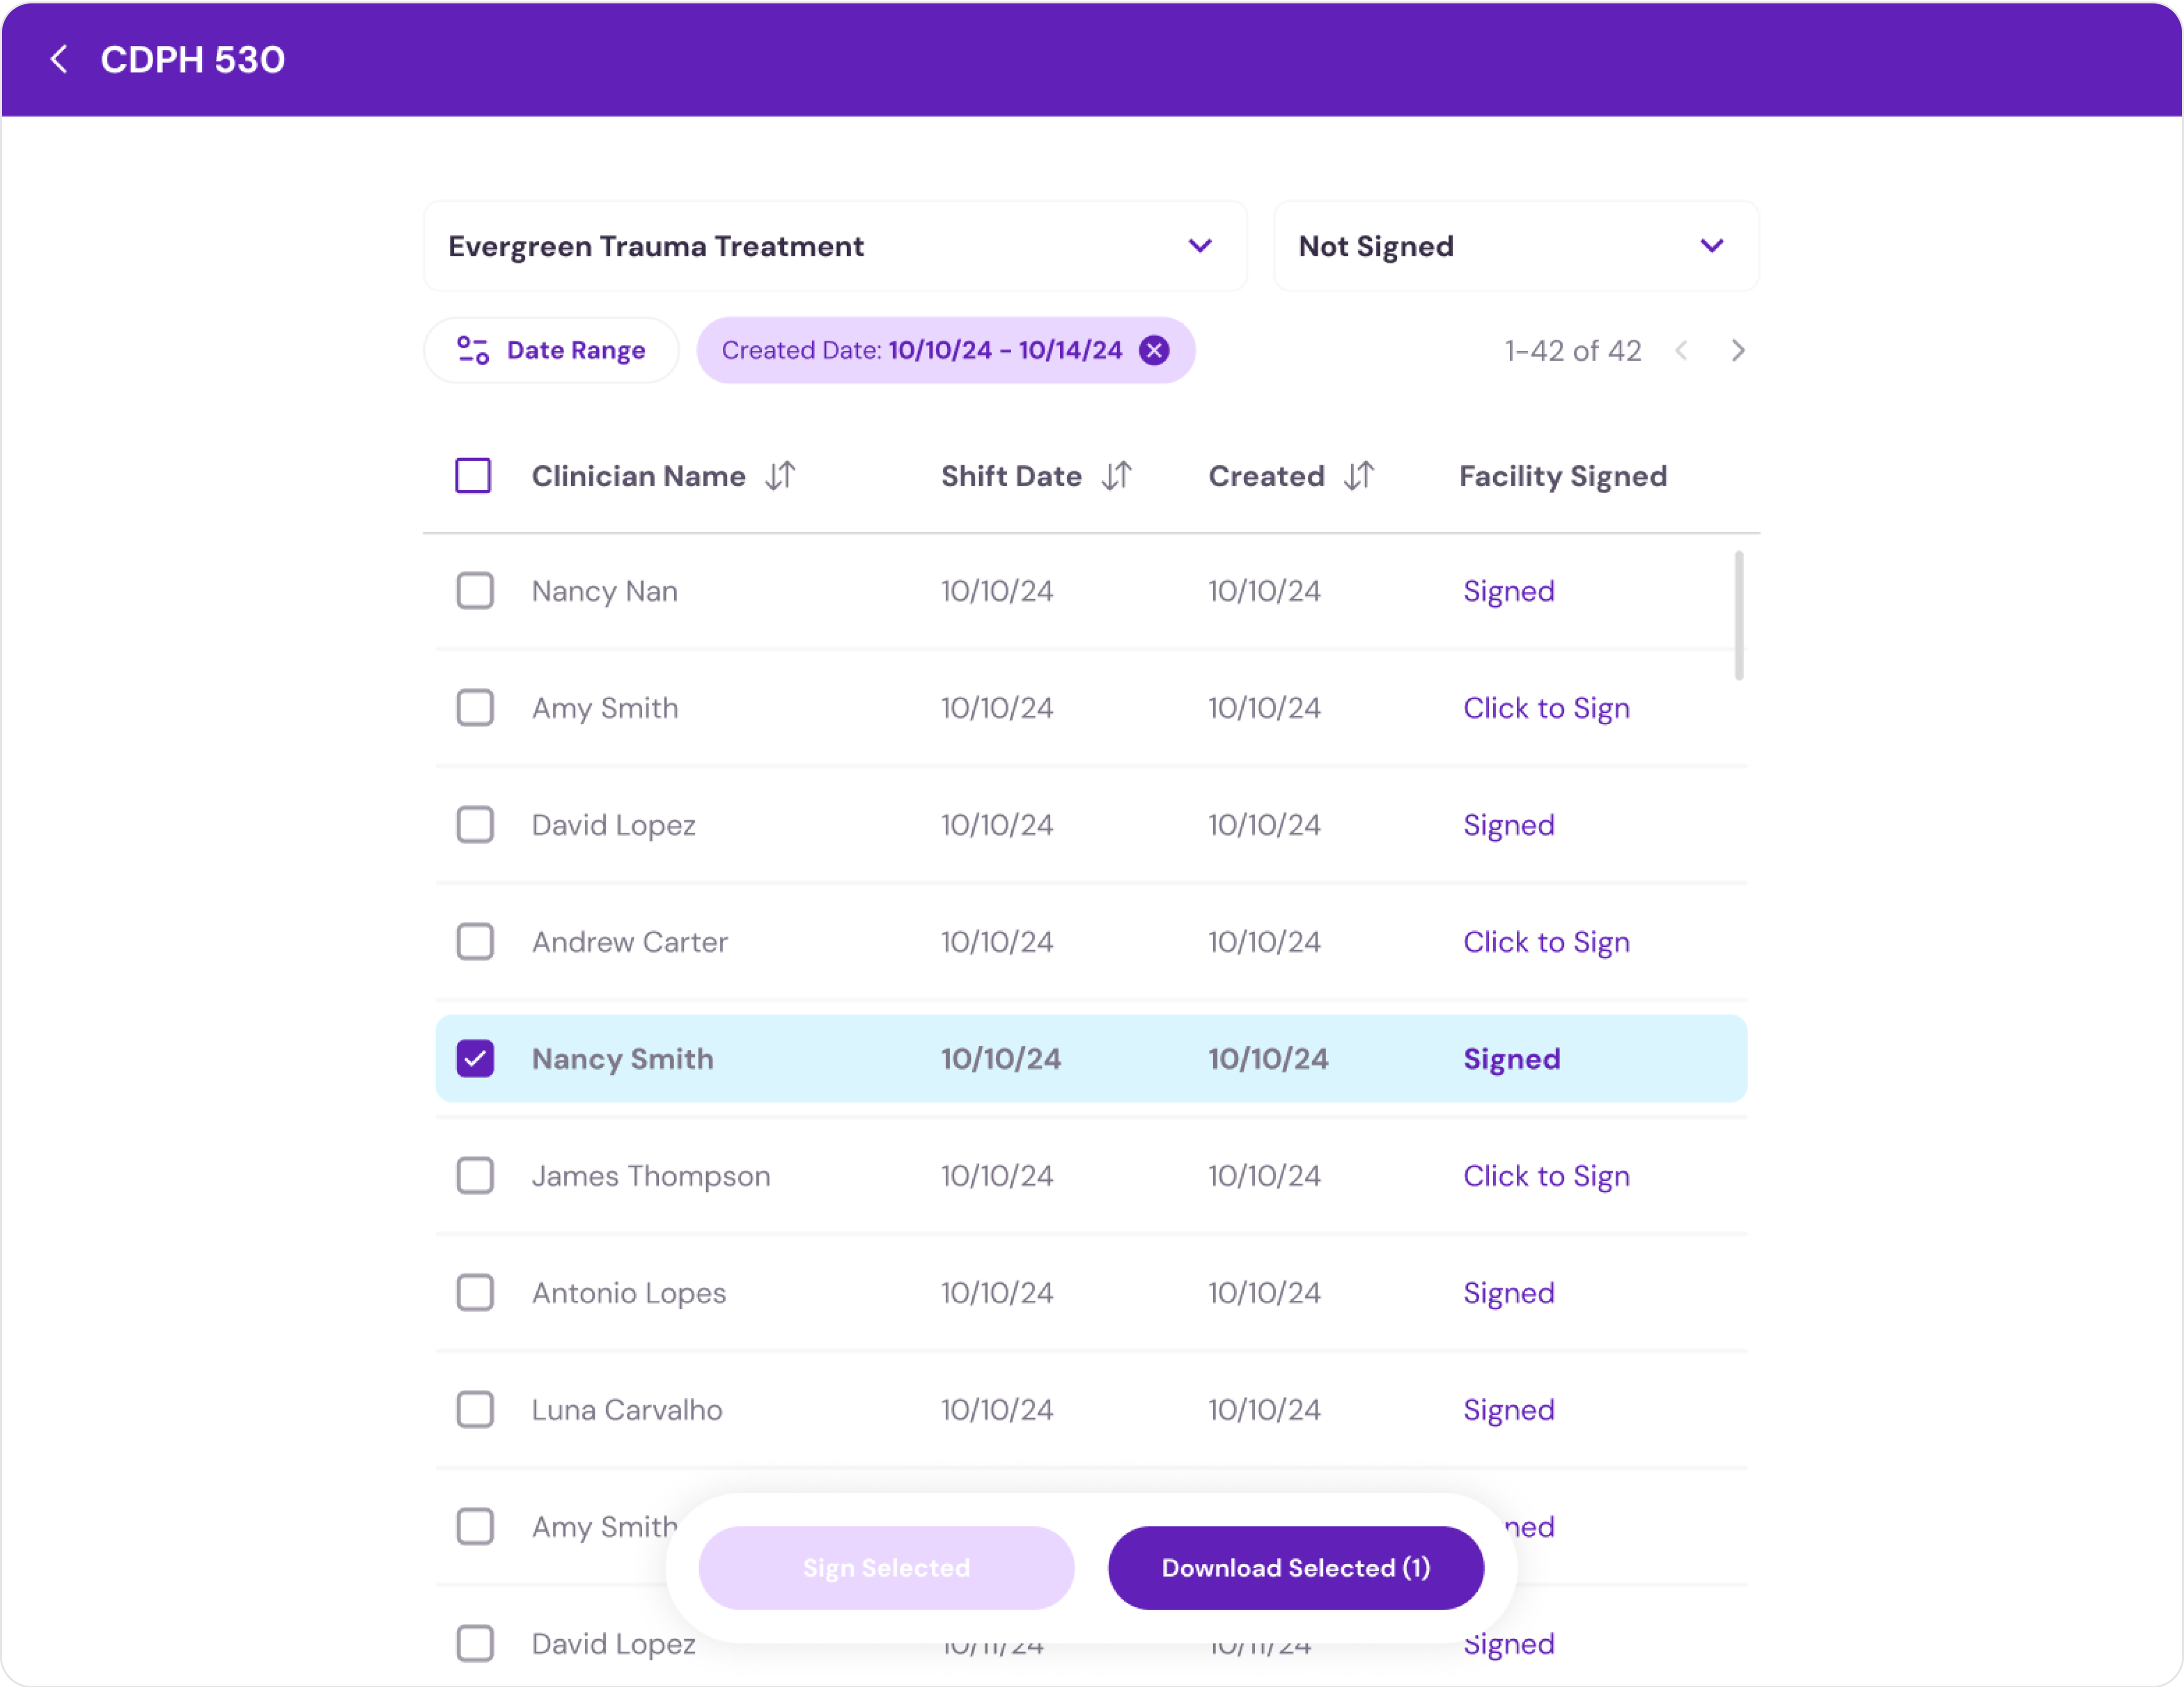 CDPH 530
Evergreen Trauma Treatment Not Signed
Date Range Created Date: 10/10/24 - 10/14/24 1-42 of 42
Clinician Name Shift Date Created Facility Signed
Nancy Nan 10/10/24 10/10/24 Signed
Amy Smith 10/10/24 10/10/24 Click to Sign
David Lopez 10/10/24 10/10/24 Signed
Andrew Carter 10/10/24 10/10/24 Click to Sign
Nancy Smith 10/10/24 10/10/24 Signed
James Thompson 10/10/24 10/10/24 Click to Sign
Antonio Lopes 10/10/24 10/10/24 Signed
Luna Carvalho 10/10/24 10/10/24 Signed
Amy Smith
Sign Selected Download Selected (1)
David Lopez 10/11/24 10/11/24 Signed